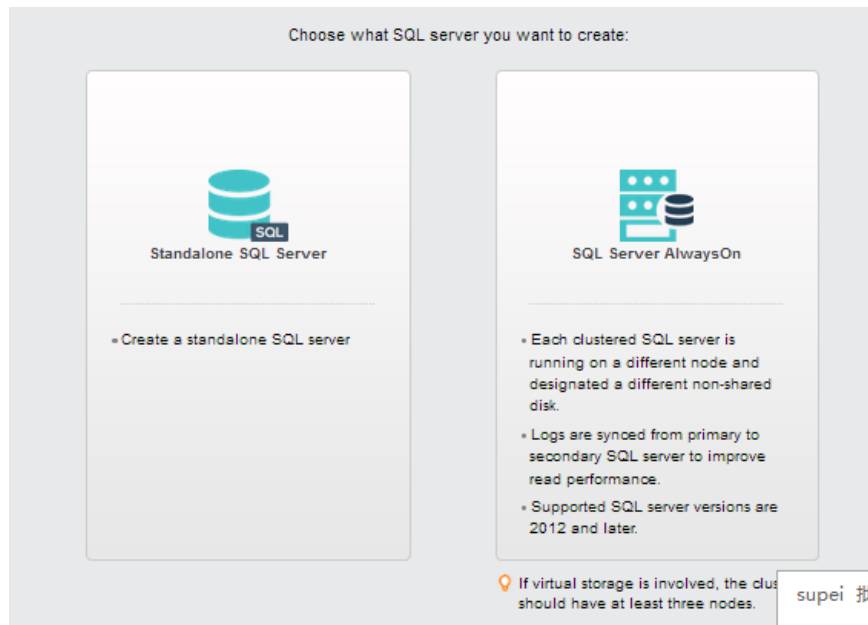 Choose what SQL server you want to create:
SQL
Standalone SQL Server
• Create a standalone SQL server
SQL Server AlwaysOn
• Each clustered SQL server is
running on a different node and
designated a different non-shared
disk.
• Logs are synced from primary to
secondary SQL server to improve
read performance.
• Supported SQL server versions are
2012 and later.
If virtual storage is involved, the
should have at least three nodes.
supei